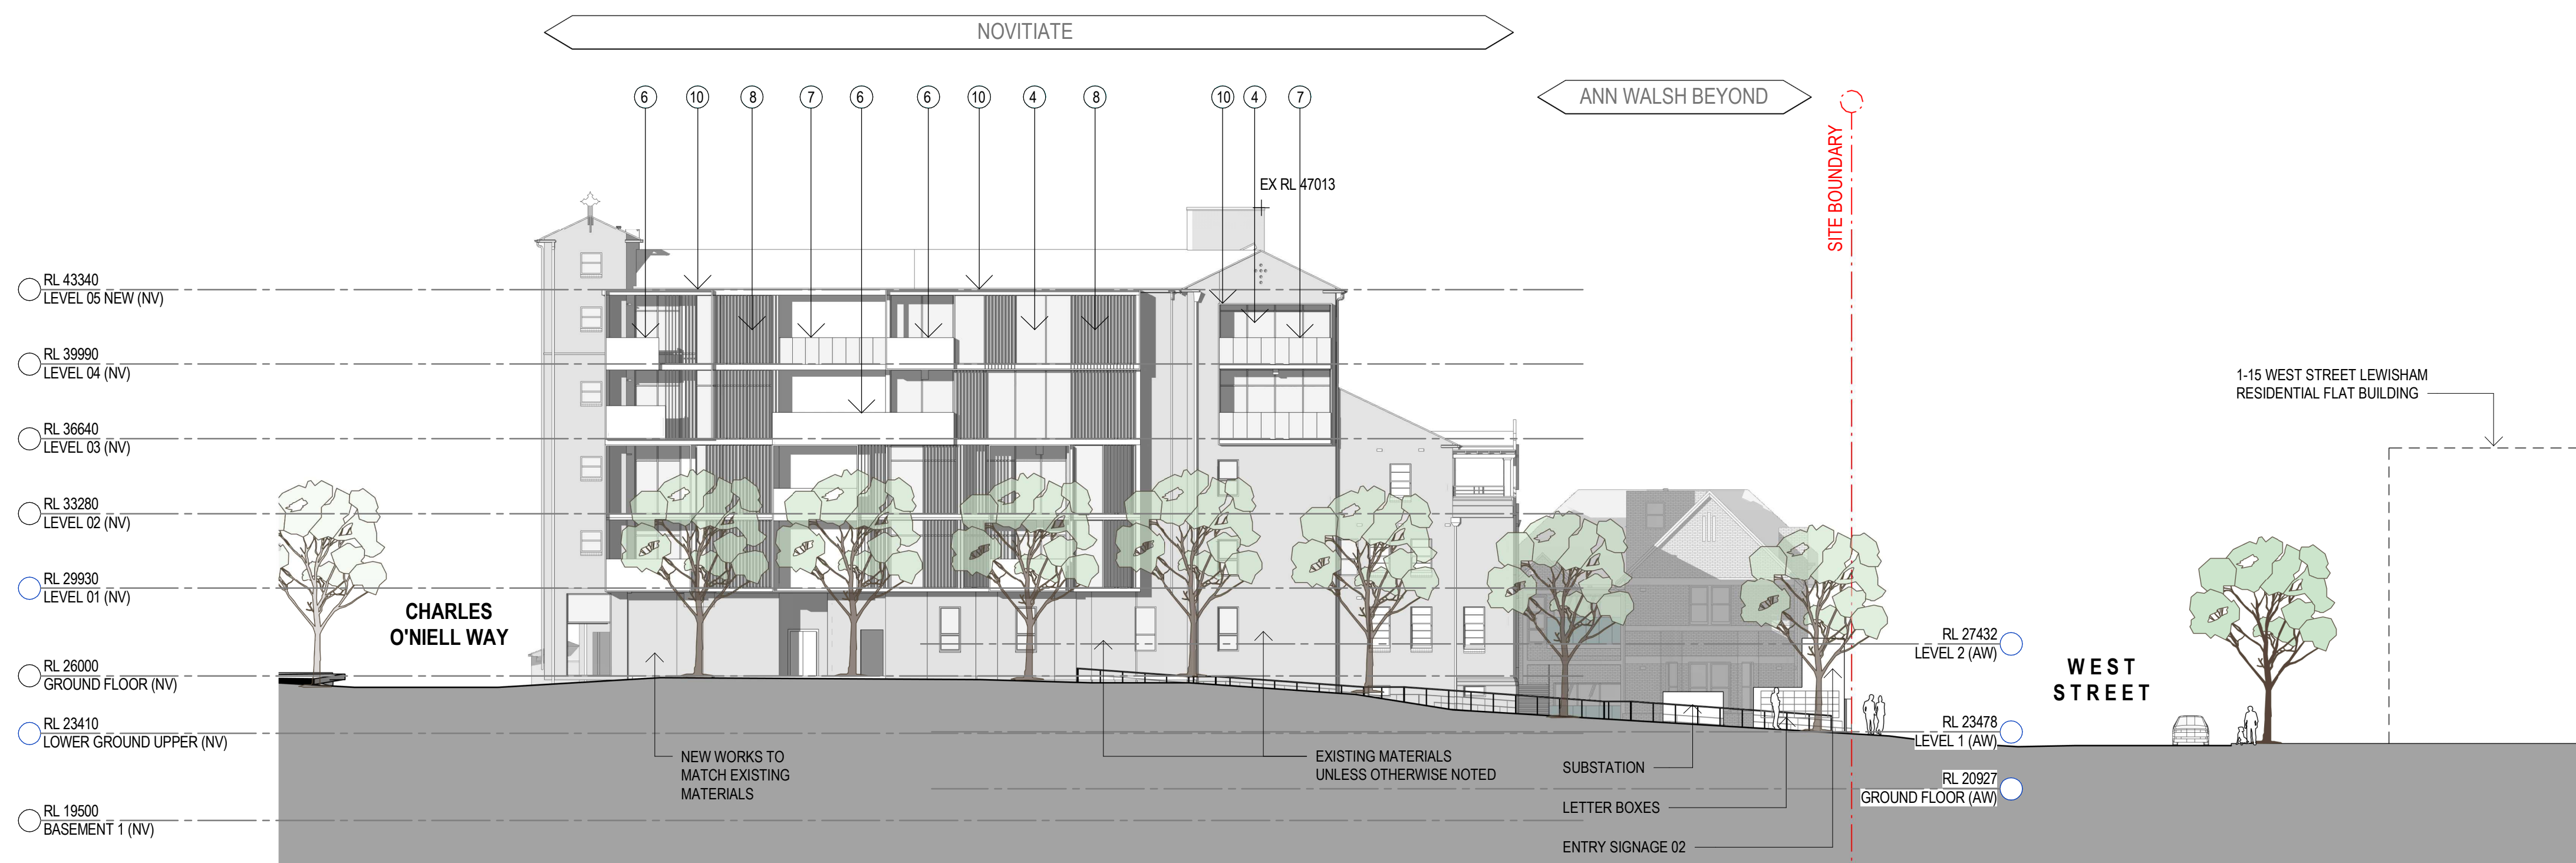 NOVITIATE
ANN WALSH BEYOND
6
10
8
7
6
6
10
4
8
10
4
7
SITE BOUNDARY
EX RL 47013
RL 43340
LEVEL 05 NEW (NV)
RL 39990
LEVEL 04 (NV)
RL 36640
LEVEL 03 (NV)
RL 33280
LEVEL 02 (NV)
RL 29930
LEVEL 01 (NV)
RL 26000
GROUND FLOOR (NV)
RL 23410
LOWER GROUND UPPER (NV)
RL 19500
BASEMENT 1 (NV)
CHARLES
O'NIELL WAY
1-15 WEST STREET LEWISHAM
RESIDENTIAL FLAT BUILDING
RL 27432
LEVEL 2 (AW)
RL 23478
LEVEL 1 (AW)
RL 20927
GROUND FLOOR (AW)
WEST
STREET
NEW WORKS TO
MATCH EXISTING
MATERIALS
EXISTING MATERIALS
UNLESS OTHERWISE NOTED
SUBSTATION
LETTER BOXES
ENTRY SIGNAGE 02